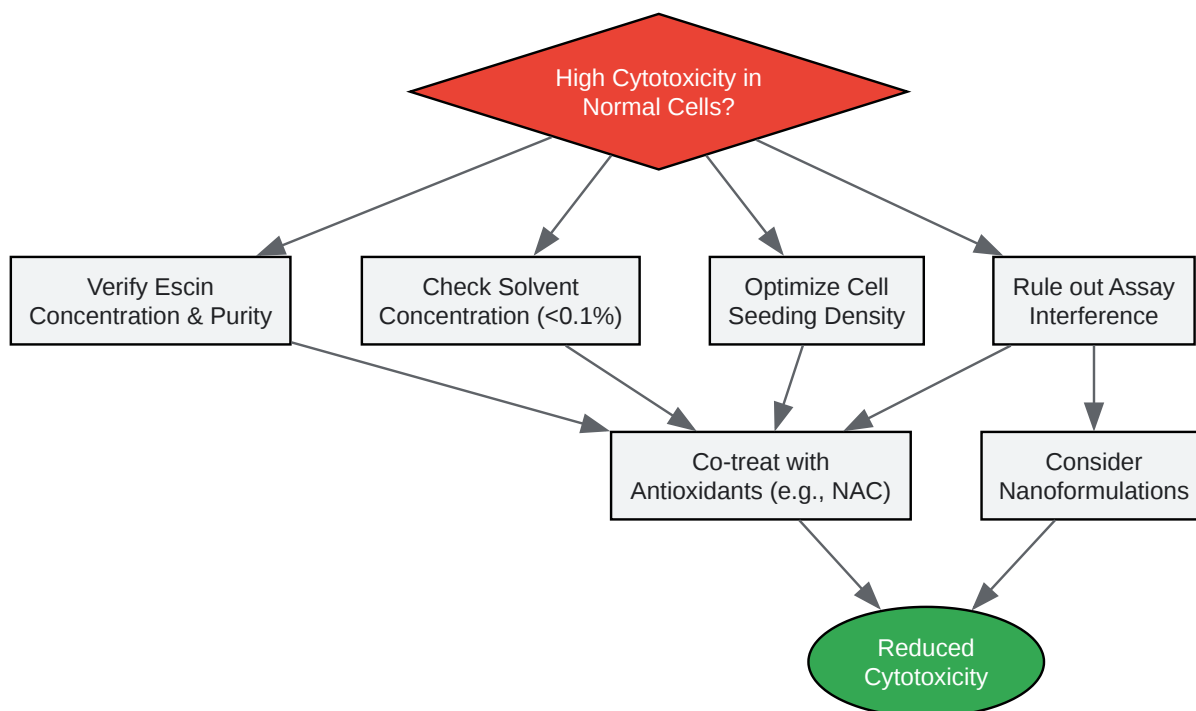 High Cytotoxicity in
Normal Cells?
Verify Escin
Concentration & Purity
Check Solvent
Concentration (<0.1%)
Optimize Cell
Seeding Density
Rule out Assay
Interference
Co-treat with
Antioxidants (e.g., NAC)
Consider
Nanoformulations
Reduced
Cytotoxicity